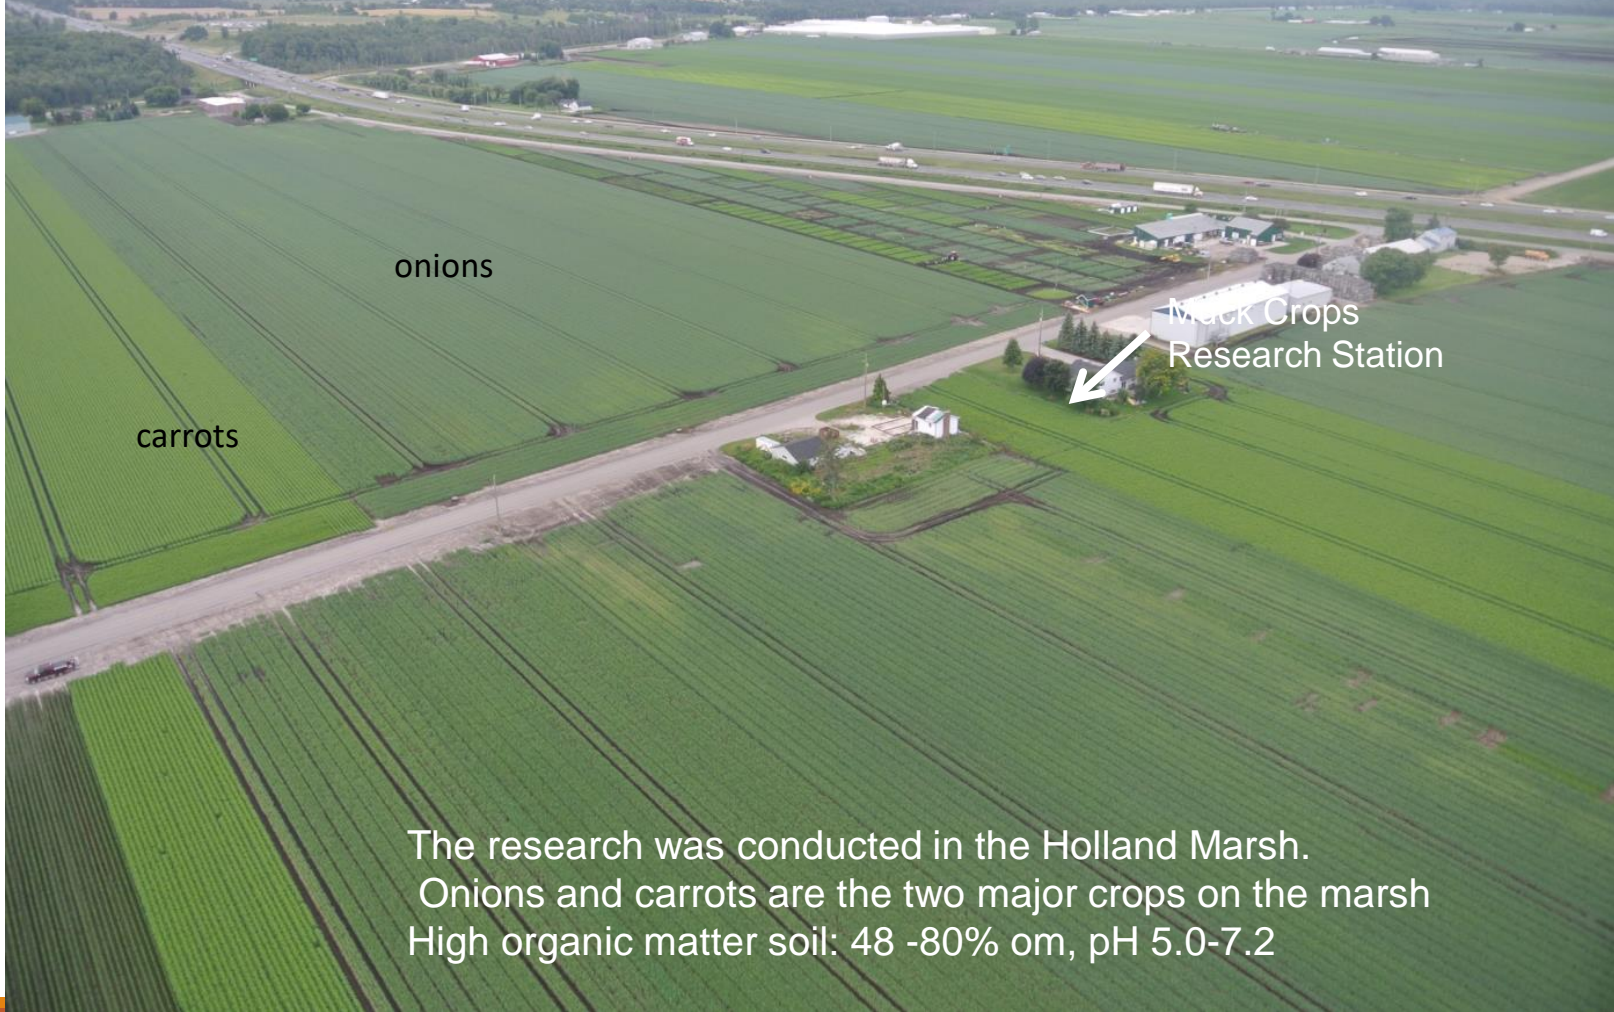 onions
Muck Crops
Research Station
carrots
The research was conducted in the Holland Marsh.
Onions and carrots are the two major crops on the marsh
High organic matter soil: 48 -80% om, pH 5.0-7.2